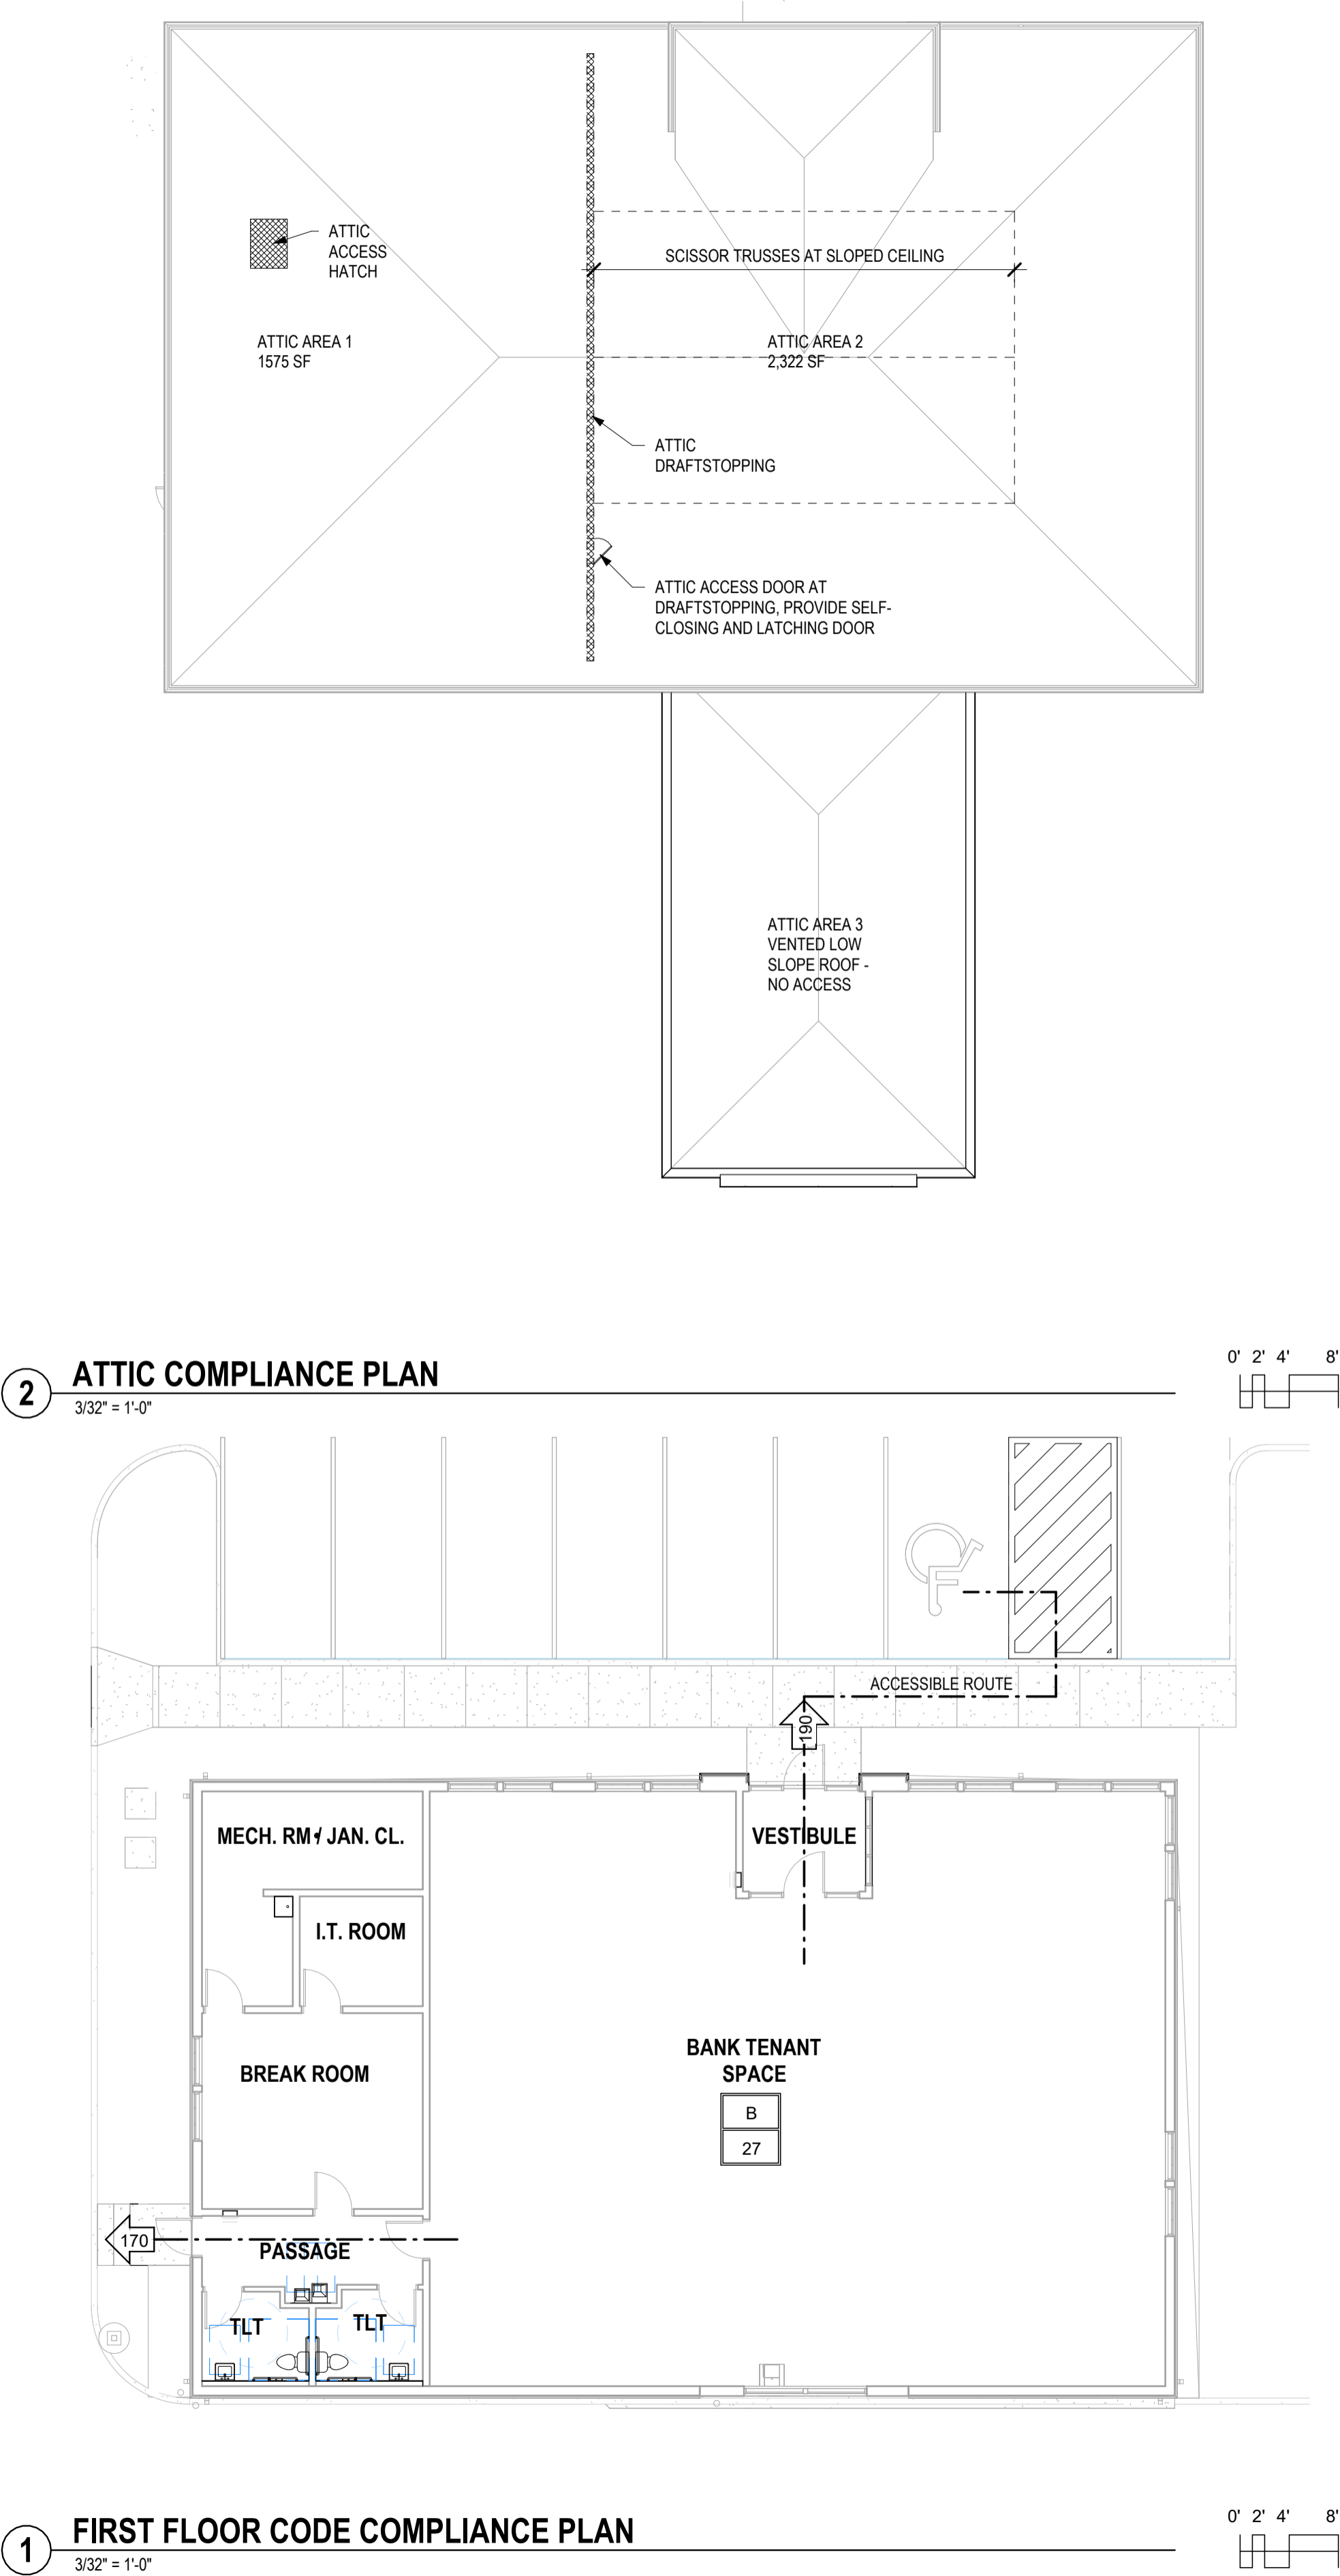 ATTIC
ACCESS
HATCH
SCISSOR TRUSSES AT SLOPED CEILING
ATTIC AREA 1
1575 SF
ATTIC AREA 2
2,322 SF
ATTIC
DRAFTSTOPPING
ATTIC ACCESS DOOR AT
DRAFTSTOPPING, PROVIDE SELF-
CLOSING AND LATCHING DOOR
ATTIC AREA 3
VENTED LOW
SLOPE ROOF -
NO ACCESS
2
ATTIC COMPLIANCE PLAN
3/32" = 1'-0"
0' 2' 4' 8'
ACCESSIBLE ROUTE
190
MECH. RM / JAN. CL.
VESTIBULE
I.T. ROOM
BANK TENANT
SPACE
BREAK ROOM
B
27
170
PASSAGE
TLT
TLT
1
FIRST FLOOR CODE COMPLIANCE PLAN
3/32" = 1'-0"
0' 2' 4' 8'